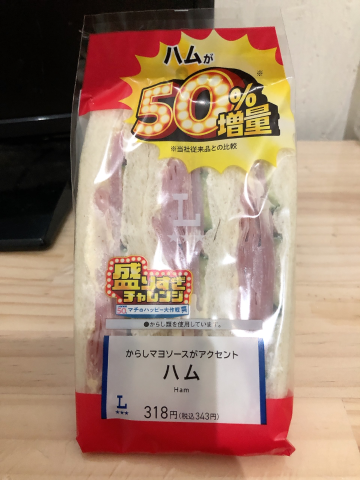 ハムが
50%増量※
※当社従来品との比較
L
盛りすぎ
チャレンジ
マチのハッピー大作戦
●からし類を使用しています。
からしマヨソースがアクセント
ハム
Ham
L
318円(税込343円)